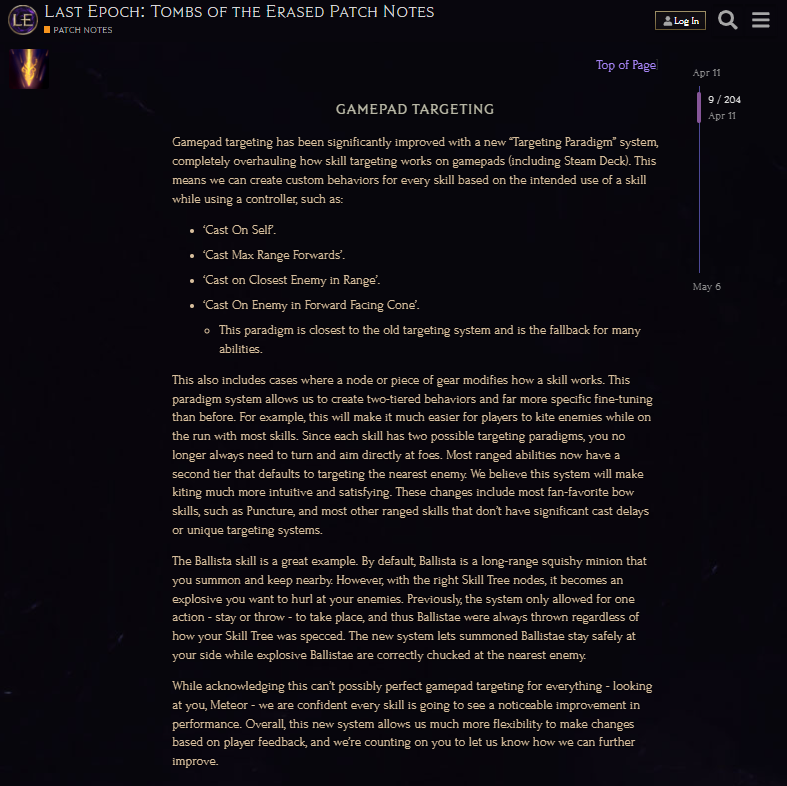 Last Epoch: Tombs of the Erased Patch Notes
PATCH NOTES
Log In
Top of Page
Apr 11
9 / 204
Apr 11
May 6
GAMEPAD TARGETING
Gamepad targeting has been significantly improved with a new “Targeting Paradigm” system,
completely overhauling how skill targeting works on gamepads (including Steam Deck). This
means we can create custom behaviors for every skill based on the intended use of a skill
while using a controller, such as:
• ‘Cast On Self’.
• ‘Cast Max Range Forwards’.
• ‘Cast on Closest Enemy in Range’.
• ‘Cast On Enemy in Forward Facing Cone’.
◦ This paradigm is closest to the old targeting system and is the fallback for many
abilities.
This also includes cases where a node or piece of gear modifies how a skill works. This
paradigm system allows us to create two-tiered behaviors and far more specific fine-tuning
than before. For example, this will make it much easier for players to kite enemies while on
the run with most skills. Since each skill has two possible targeting paradigms, you no
longer always need to turn and aim directly at foes. Most ranged abilities now have a
second tier that defaults to targeting the nearest enemy. We believe this system will make
kiting much more intuitive and satisfying. These changes include most fan-favorite bow
skills, such as Puncture, and most other ranged skills that don’t have significant cast delays
or unique targeting systems.
The Ballista skill is a great example. By default, Ballista is a long-range squishy minion that
you summon and keep nearby. However, with the right Skill Tree nodes, it becomes an
explosive you want to hurl at your enemies. Previously, the system only allowed for one
action - stay or throw - to take place, and thus Ballistae were always thrown regardless of
how your Skill Tree was specced. The new system lets summoned Ballistae stay safely at
your side while explosive Ballistae are correctly chucked at the nearest enemy.
While acknowledging this can’t possibly perfect gamepad targeting for everything - looking
at you, Meteor - we are confident every skill is going to see a noticeable improvement in
performance. Overall, this new system allows us much more flexibility to make changes
based on player feedback, and we’re counting on you to let us know how we can further
improve.